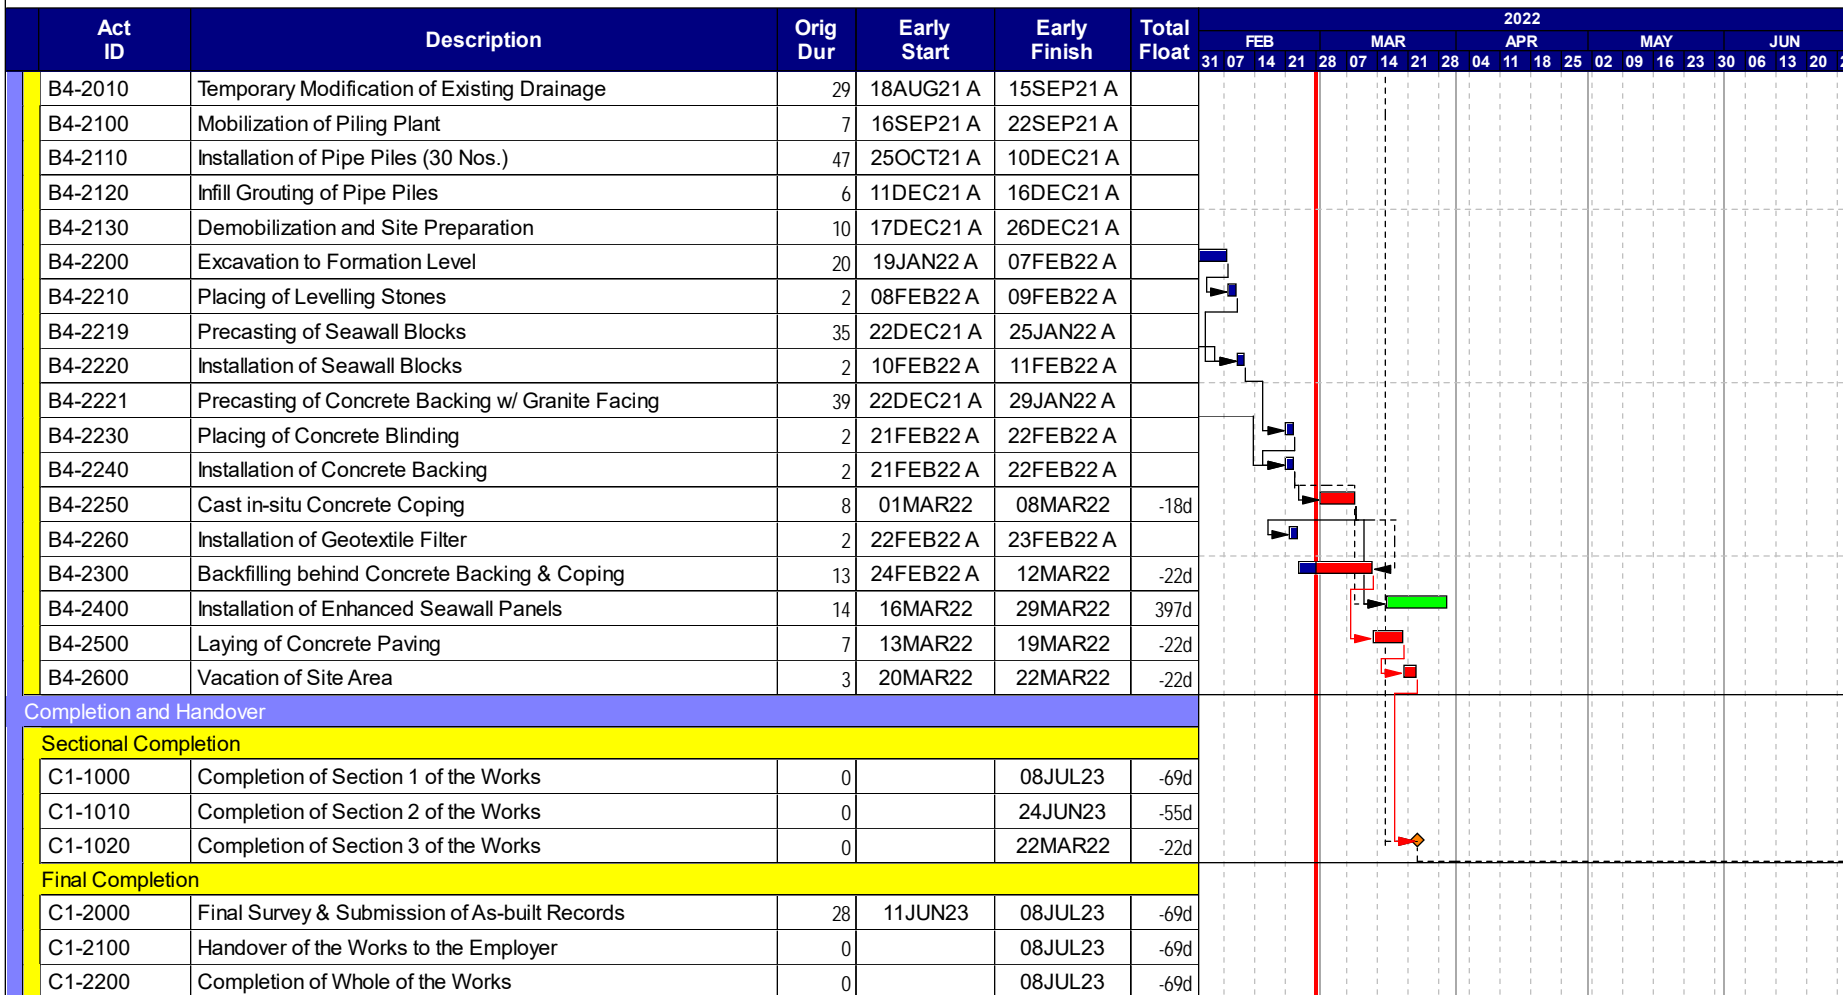 2022
Act ID Description Orig Dur Early Start Early Finish Total Float FEB MAR APR MAY JUN
31 07 14 21 28 07 14 21 28 04 11 18 25 02 09 16 23 30 06 13 20
B4-2010 Temporary Modification of Existing Drainage 29 18AUG21 A 15SEP21 A
B4-2100 Mobilization of Piling Plant 7 16SEP21 A 22SEP21 A
B4-2110 Installation of Pipe Piles (30 Nos.) 47 25OCT21 A 10DEC21 A
B4-2120 Infill Grouting of Pipe Piles 6 11DEC21 A 16DEC21 A
B4-2130 Demobilization and Site Preparation 10 17DEC21 A 26DEC21 A
B4-2200 Excavation to Formation Level 20 19JAN22 A 07FEB22 A
B4-2210 Placing of Levelling Stones 2 08FEB22 A 09FEB22 A
B4-2219 Precasting of Seawall Blocks 35 22DEC21 A 25JAN22 A
B4-2220 Installation of Seawall Blocks 2 10FEB22 A 11FEB22 A
B4-2221 Precasting of Concrete Backing w/ Granite Facing 39 22DEC21 A 29JAN22 A
B4-2230 Placing of Concrete Blinding 2 21FEB22 A 22FEB22 A
B4-2240 Installation of Concrete Backing 2 21FEB22 A 22FEB22 A
B4-2250 Cast in-situ Concrete Coping 8 01MAR22 08MAR22 -18d
B4-2260 Installation of Geotextile Filter 2 22FEB22 A 23FEB22 A
B4-2300 Backfilling behind Concrete Backing & Coping 13 24FEB22 A 12MAR22 -22d
B4-2400 Installation of Enhanced Seawall Panels 14 16MAR22 29MAR22 397d
B4-2500 Laying of Concrete Paving 7 13MAR22 19MAR22 -22d
B4-2600 Vacation of Site Area 3 20MAR22 22MAR22 -22d
Completion and Handover
Sectional Completion
C1-1000 Completion of Section 1 of the Works 0 08JUL23 -69d
C1-1010 Completion of Section 2 of the Works 0 24JUN23 -55d
C1-1020 Completion of Section 3 of the Works 0 22MAR22 -22d
Final Completion
C1-2000 Final Survey & Submission of As-built Records 28 11JUN23 08JUL23 -69d
C1-2100 Handover of the Works to the Employer 0 08JUL23 -69d
C1-2200 Completion of Whole of the Works 0 08JUL23 -69d